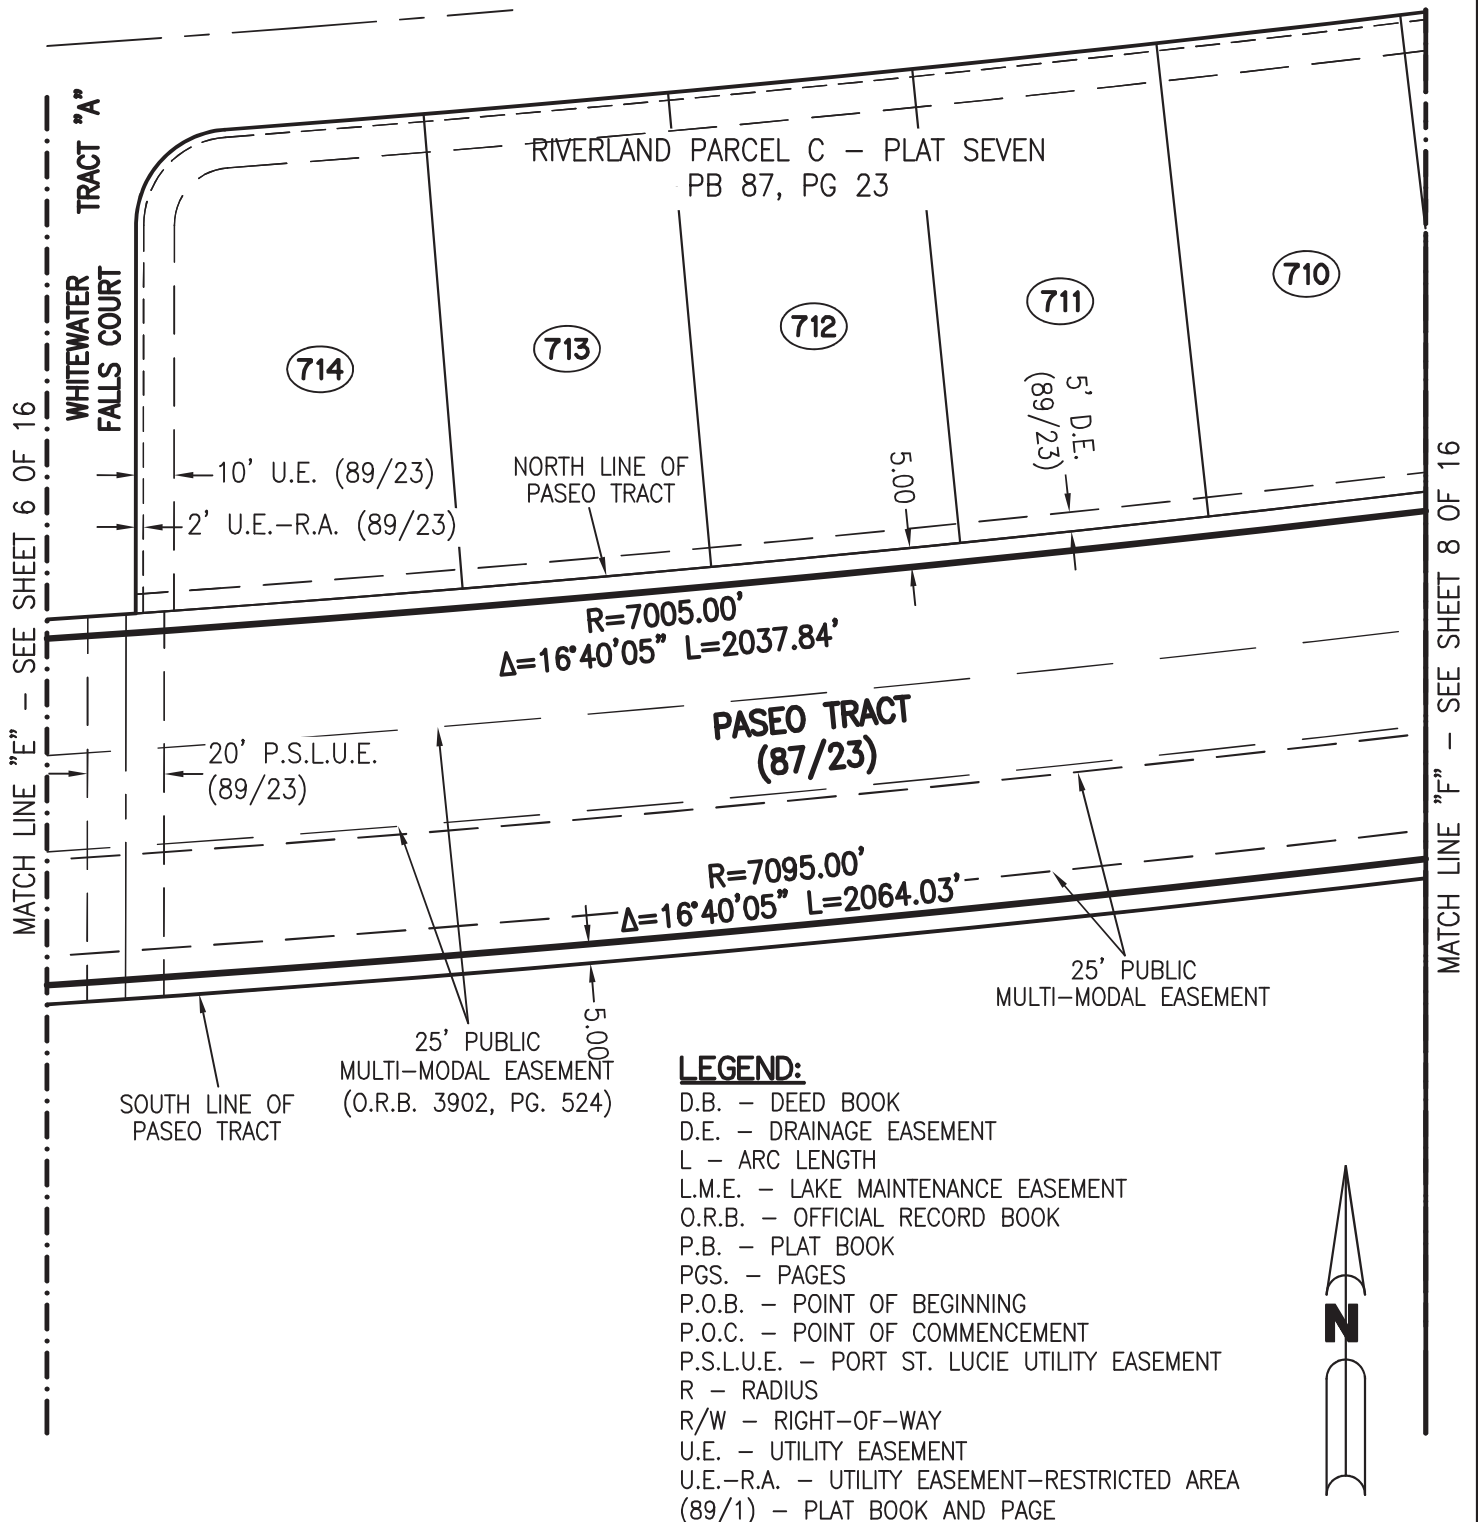 TRACT "A"
WHITEWATER
FALLS COURT
RIVERLAND PARCEL C – PLAT SEVEN
PB 87, PG 23
710
711
712
713
714
MATCH LINE "E" – SEE SHEET 6 OF 16
MATCH LINE "F" – SEE SHEET 8 OF 16
10' U.E. (89/23)
2' U.E.–R.A. (89/23)
NORTH LINE OF
PASEO TRACT
5.00
5' D.E.
(89/23)
R=7005.00'
Δ=16°40'05" L=2037.84'
PASEO TRACT
(87/23)
20' P.S.L.U.E.
(89/23)
R=7095.00'
Δ=16°40'05" L=2064.03'
25' PUBLIC
MULTI–MODAL EASEMENT
5.00
25' PUBLIC
MULTI–MODAL EASEMENT
(O.R.B. 3902, PG. 524)
SOUTH LINE OF
PASEO TRACT
LEGEND:
D.B. – DEED BOOK
D.E. – DRAINAGE EASEMENT
L – ARC LENGTH
L.M.E. – LAKE MAINTENANCE EASEMENT
O.R.B. – OFFICIAL RECORD BOOK
P.B. – PLAT BOOK
PGS. – PAGES
P.O.B. – POINT OF BEGINNING
P.O.C. – POINT OF COMMENCEMENT
P.S.L.U.E. – PORT ST. LUCIE UTILITY EASEMENT
R – RADIUS
R/W – RIGHT–OF–WAY
U.E. – UTILITY EASEMENT
U.E.–R.A. – UTILITY EASEMENT–RESTRICTED AREA
(89/1) – PLAT BOOK AND PAGE
N